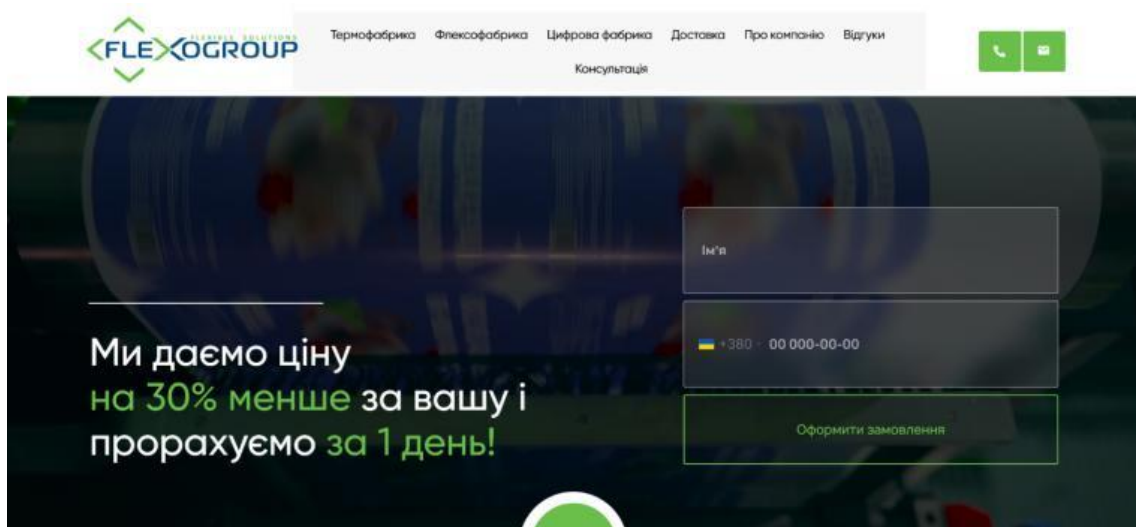 FLEXIBLE SOLUTIONS
FLEXOGROUP
Термофабрика Флексофабрика Цифрова фабрика Доставка Про компанію Відгуки
Консультація
Ім'я
+380 00 000-00-00
Ми даємо ціну
на 30% менше за вашу і
прорахуємо за 1 день!
Оформити замовлення